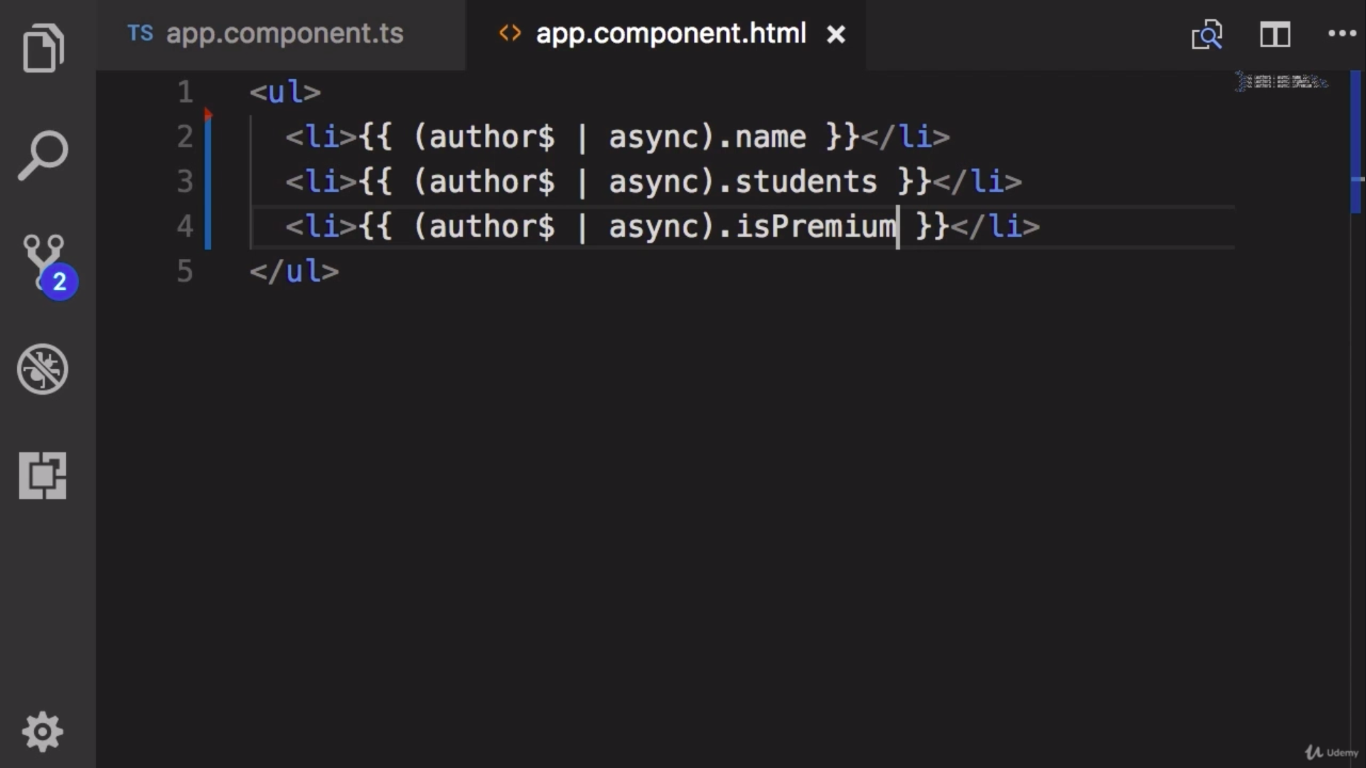 TS app.component.ts
<> app.component.html
1 <ul>
2 <li>{{ (author$ | async).name }}</li>
3 <li>{{ (author$ | async).students }}</li>
4 <li>{{ (author$ | async).isPremium }}</li>
5 </ul>
2
Udemy